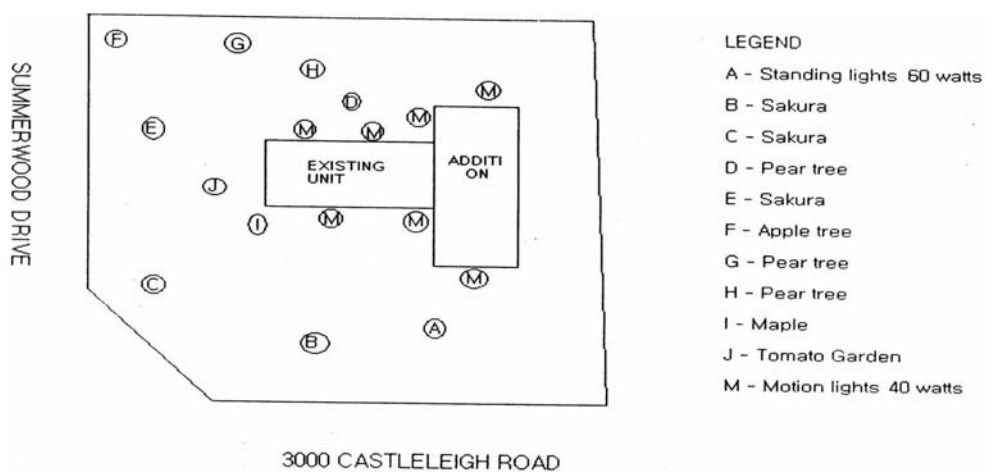 F
G
H
D
M
M
M
M
E
EXISTING
UNIT
ADDITI
ON
J
I
M
M
M
C
B
A
SUMMERWOOD DRIVE
3000 CASTLELEIGH ROAD
LEGEND
A - Standing lights 60 watts
B - Sakura
C - Sakura
D - Pear tree
E - Sakura
F - Apple tree
G - Pear tree
H - Pear tree
I - Maple
J - Tomato Garden
M - Motion lights 40 watts